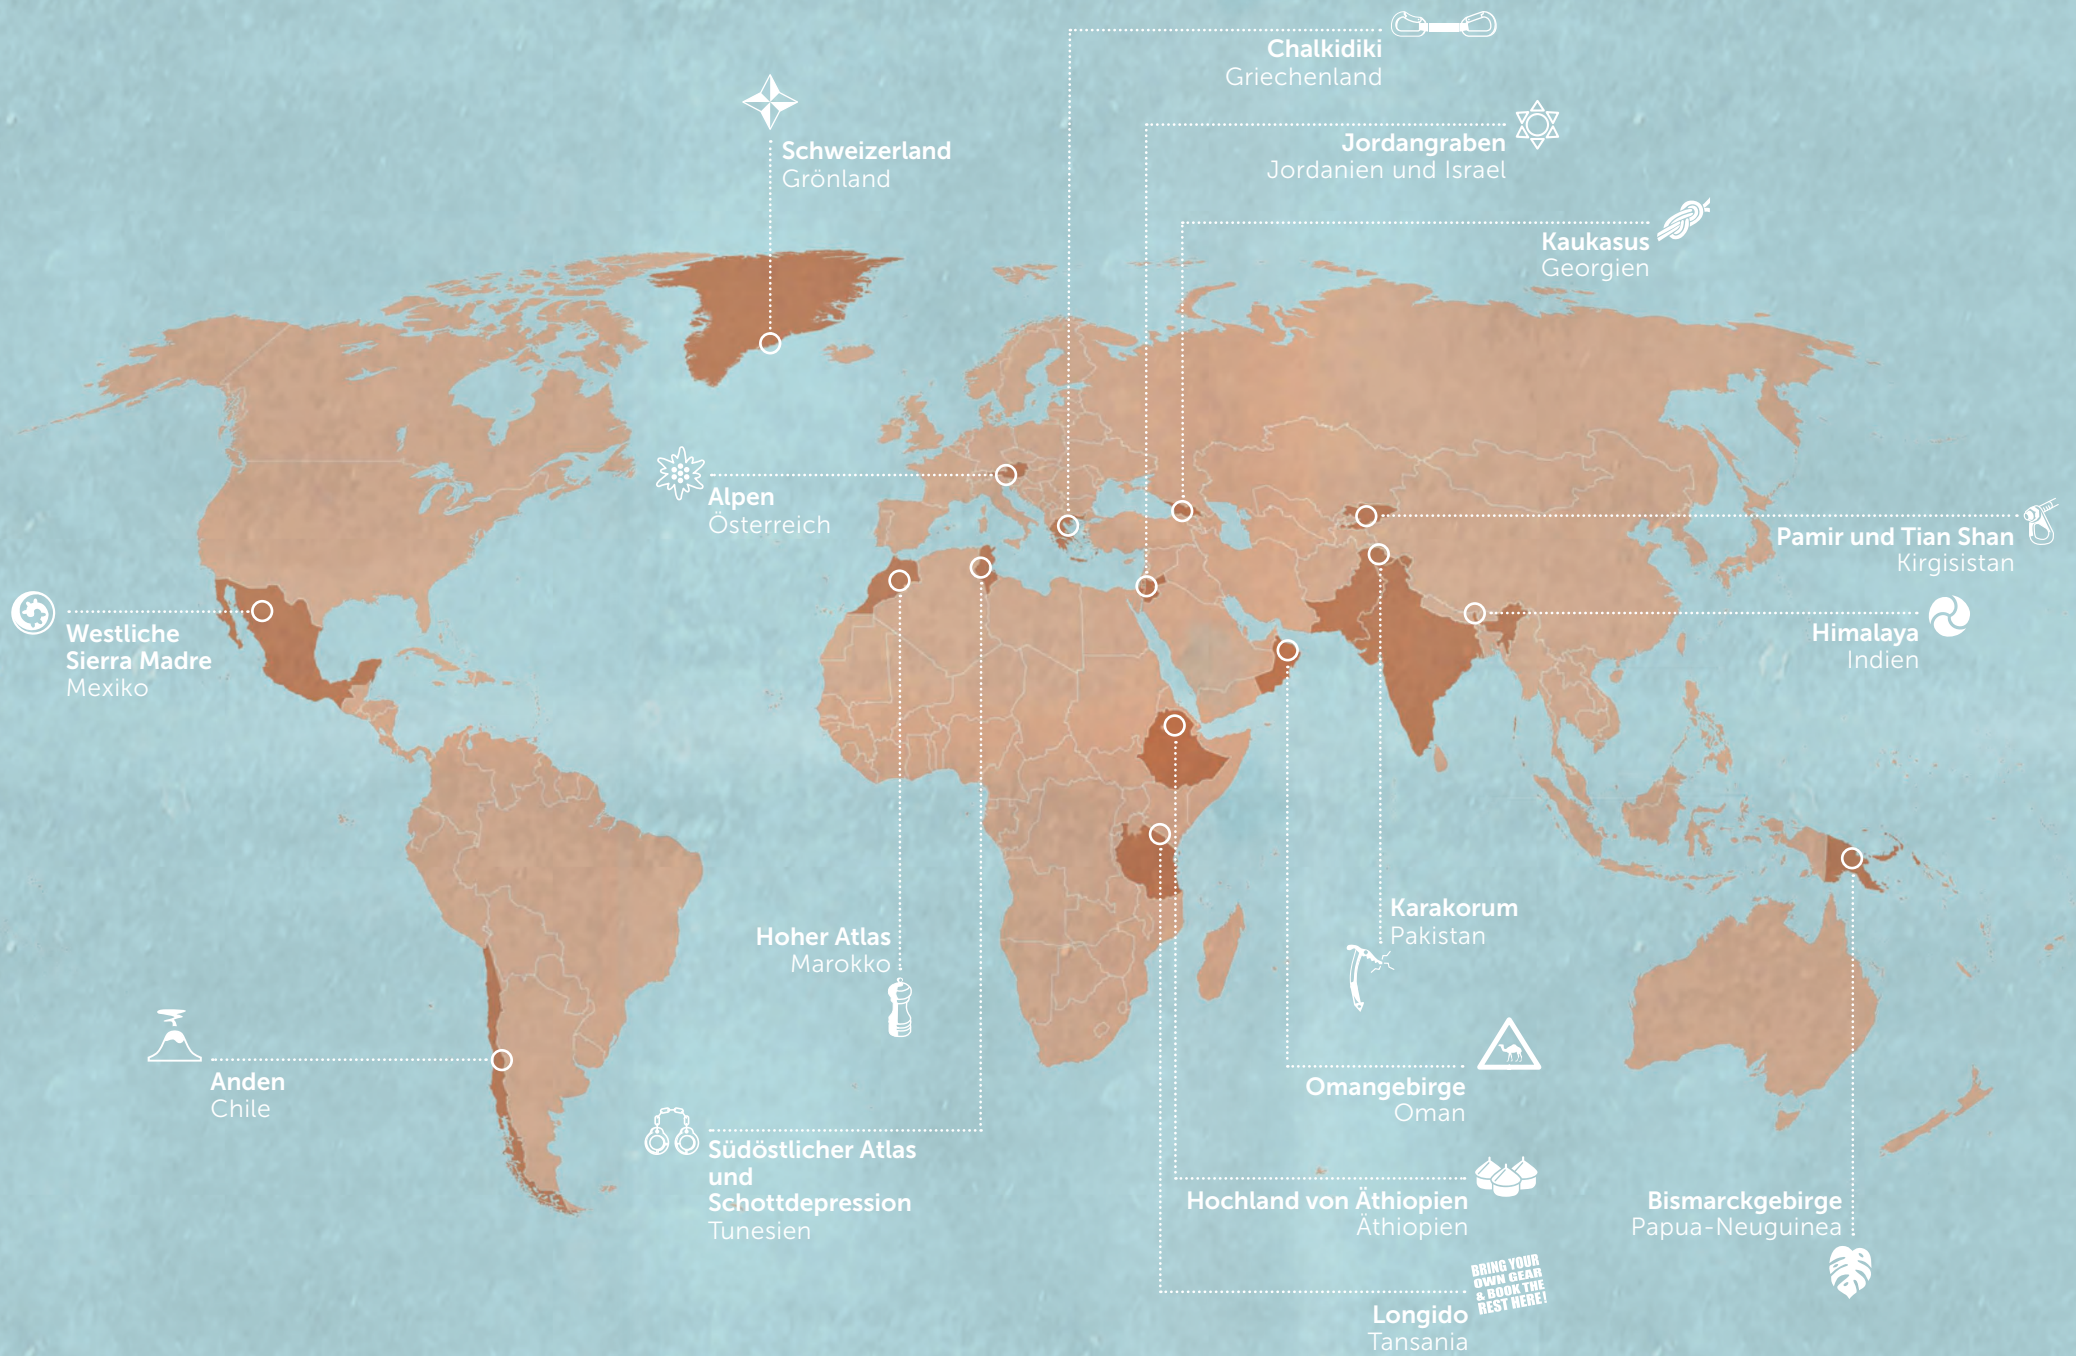 Chalkidiki
Griechenland
Schweizerland
Grönland
Jordangraben
Jordanien und Israel
Kaukasus
Georgien
Alpen
Österreich
Pamir und Tian Shan
Kirgisistan
Westliche
Sierra Madre
Mexiko
Himalaya
Indien
Karakorum
Pakistan
Hoher Atlas
Marokko
Anden
Chile
Omangebirge
Oman
Südöstlicher Atlas
und
Schottdepression
Tunesien
Hochland von Äthiopien
Äthiopien
Bismarckgebirge
Papua-Neuguinea
BRING YOUR
OWN GEAR
& BOOK THE
REST HERE!
Longido
Tansania